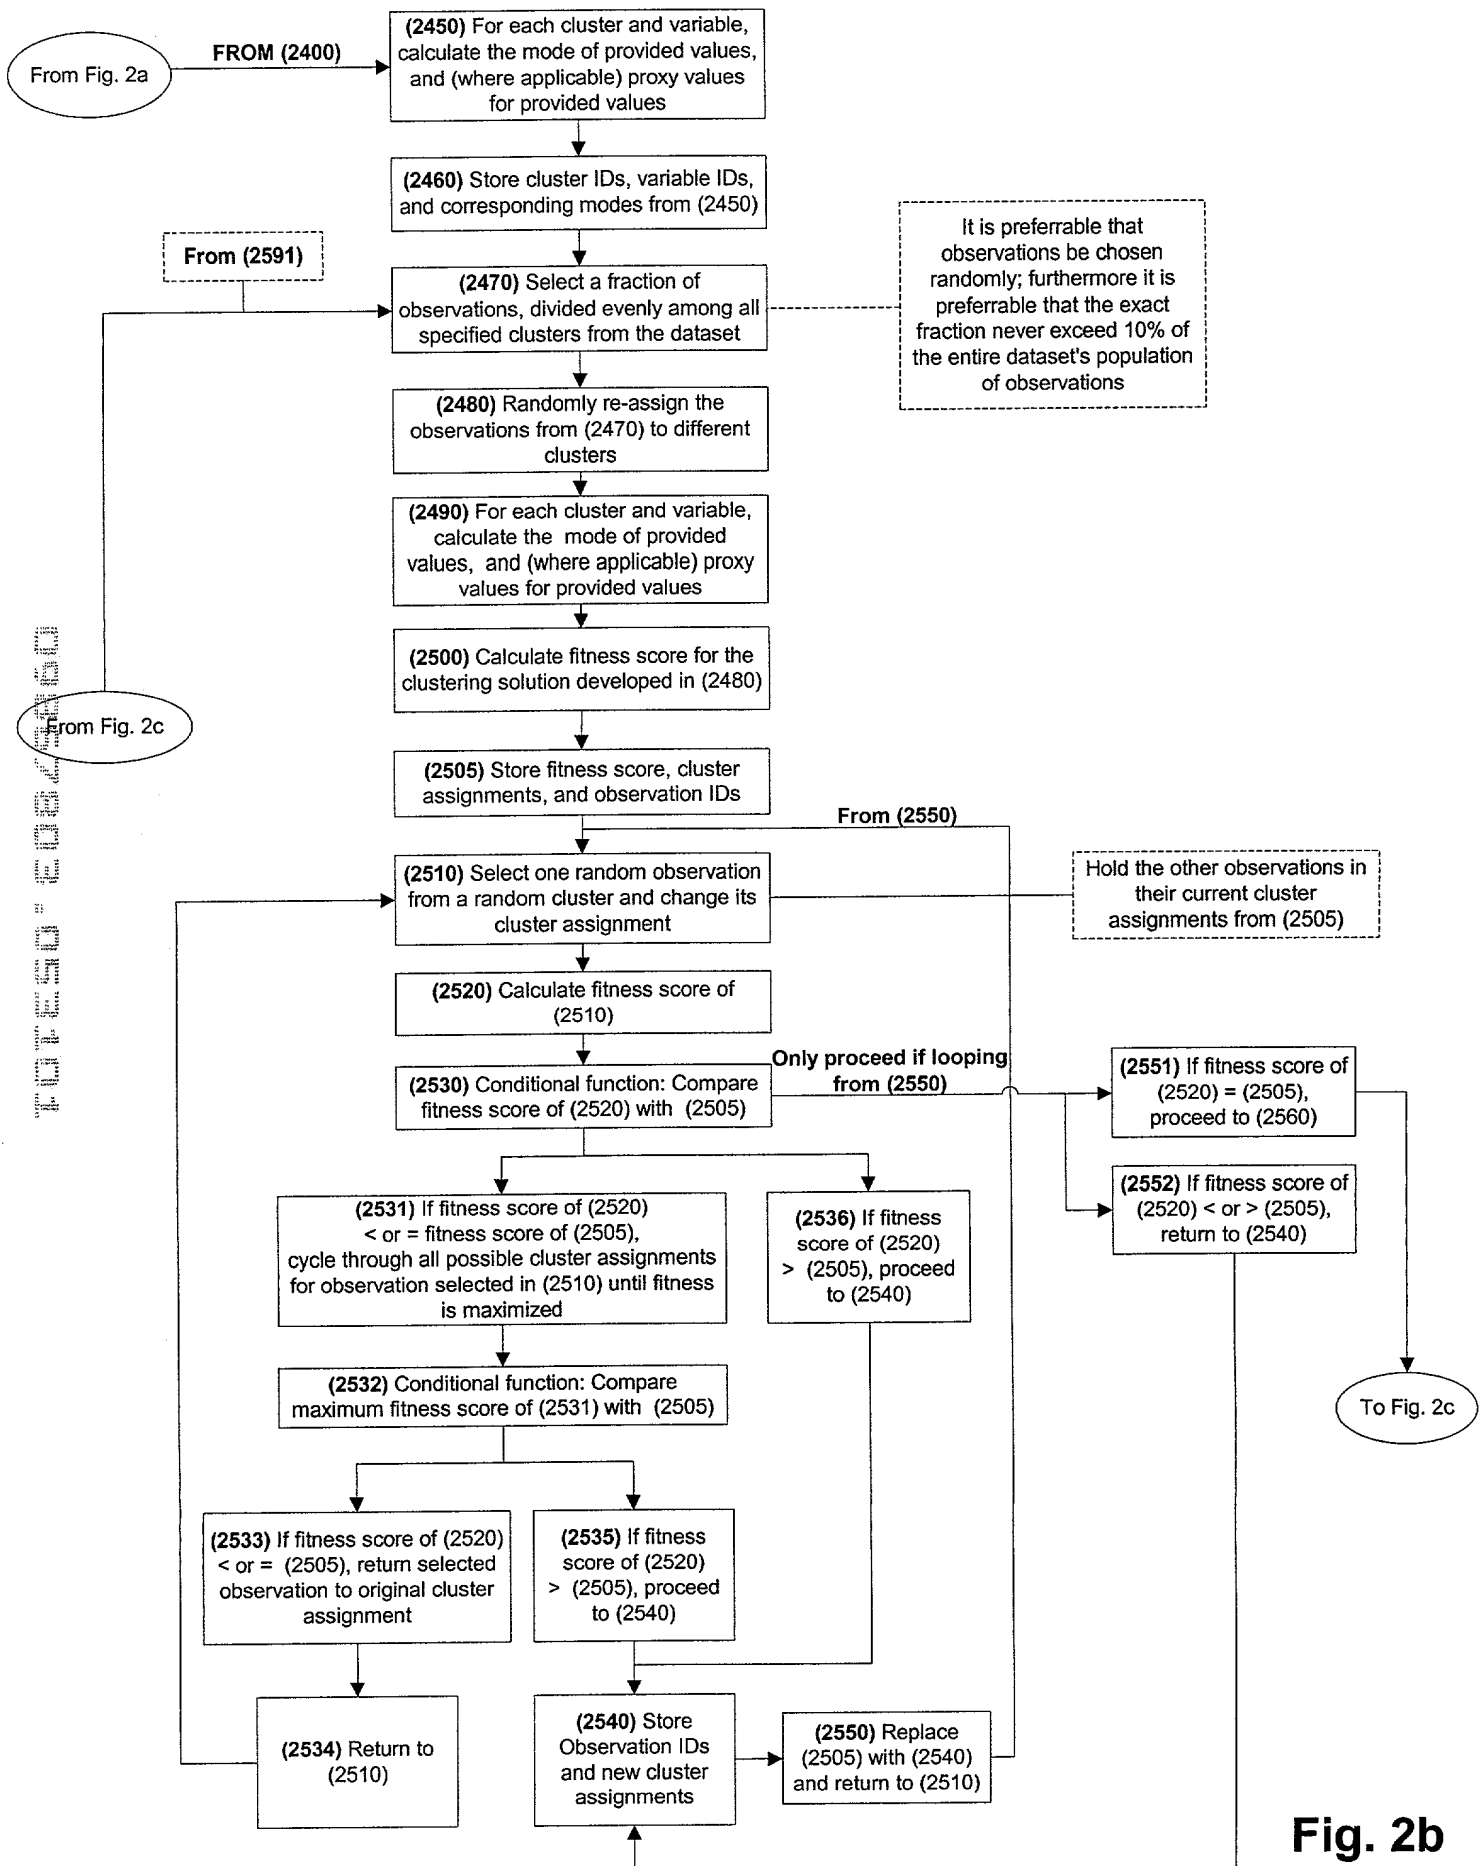 (2450) For each cluster and variable,
calculate the mode of provided values,
and (where applicable) proxy values
for provided values
FROM (2400)
From Fig. 2a
(2460) Store cluster IDs, variable IDs,
and corresponding modes from (2450)
From (2591)
(2470) Select a fraction of
observations, divided evenly among all
specified clusters from the dataset
It is preferrable that
observations be chosen
randomly; furthermore it is
preferrable that the exact
fraction never exceed 10% of
the entire dataset's population
of observations
(2480) Randomly re-assign the
observations from (2470) to different
clusters
(2490) For each cluster and variable,
calculate the mode of provided
values, and (where applicable) proxy
values for provided values
(2500) Calculate fitness score for the
clustering solution developed in (2480)
From Fig. 2c
(2505) Store fitness score, cluster
assignments, and observation IDs
From (2550)
(2510) Select one random observation
from a random cluster and change its
cluster assignment
Hold the other observations in
their current cluster
assignments from (2505)
(2520) Calculate fitness score of
(2510)
Only proceed if looping
from (2550)
(2530) Conditional function: Compare
fitness score of (2520) with (2505)
(2551) If fitness score of
(2520) = (2505),
proceed to (2560)
(2552) If fitness score of
(2520) < or > (2505),
return to (2540)
(2531) If fitness score of (2520)
< or = fitness score of (2505),
cycle through all possible cluster assignments
for observation selected in (2510) until fitness
is maximized
(2536) If fitness
score of (2520)
> (2505), proceed
to (2540)
(2532) Conditional function: Compare
maximum fitness score of (2531) with (2505)
To Fig. 2c
(2533) If fitness score of (2520)
< or = (2505), return selected
observation to original cluster
assignment
(2535) If fitness
score of (2520)
> (2505), proceed
to (2540)
(2534) Return to
(2510)
(2540) Store
Observation IDs
and new cluster
assignments
(2550) Replace
(2505) with (2540)
and return to (2510)
Fig. 2b